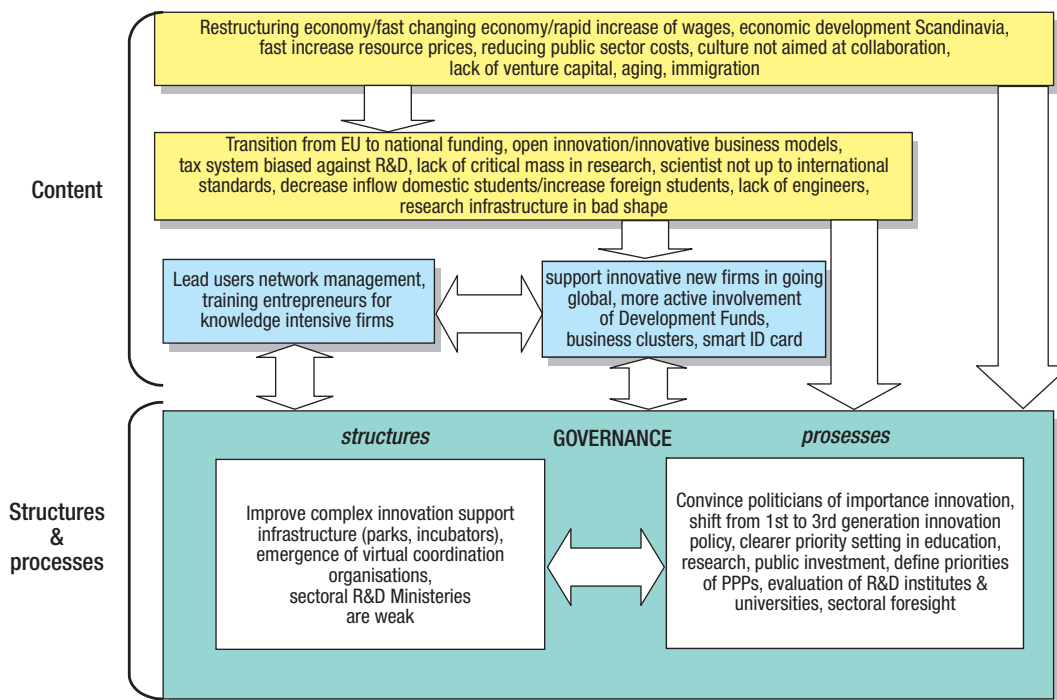 Restructuring economy/fast changing economy/rapid increase of wages, economic development Scandinavia,
fast increase resource prices, reducing public sector costs, culture not aimed at collaboration,
lack of venture capital, aging, immigration
Transition from EU to national funding, open innovation/innovative business models,
tax system biased against R&D, lack of critical mass in research, scientist not up to international
standards, decrease inflow domestic students/increase foreign students, lack of engineers,
research infrastructure in bad shape
Content
Lead users network management,
training entrepreneurs for
knowledge intensive firms
support innovative new firms in going
global, more active involvement
of Development Funds,
business clusters, smart ID card
structures
GOVERNANCE
prosesses
Structures
&
processes
Improve complex innovation support
infrastructure (parks, incubators),
emergence of virtual coordination
organisations,
sectoral R&D Ministeries
are weak
Convince politicians of importance innovation,
shift from 1st to 3rd generation innovation
policy, clearer priority setting in education,
research, public investment, define priorities
of PPPs, evaluation of R&D institutes &
universities, sectoral foresight